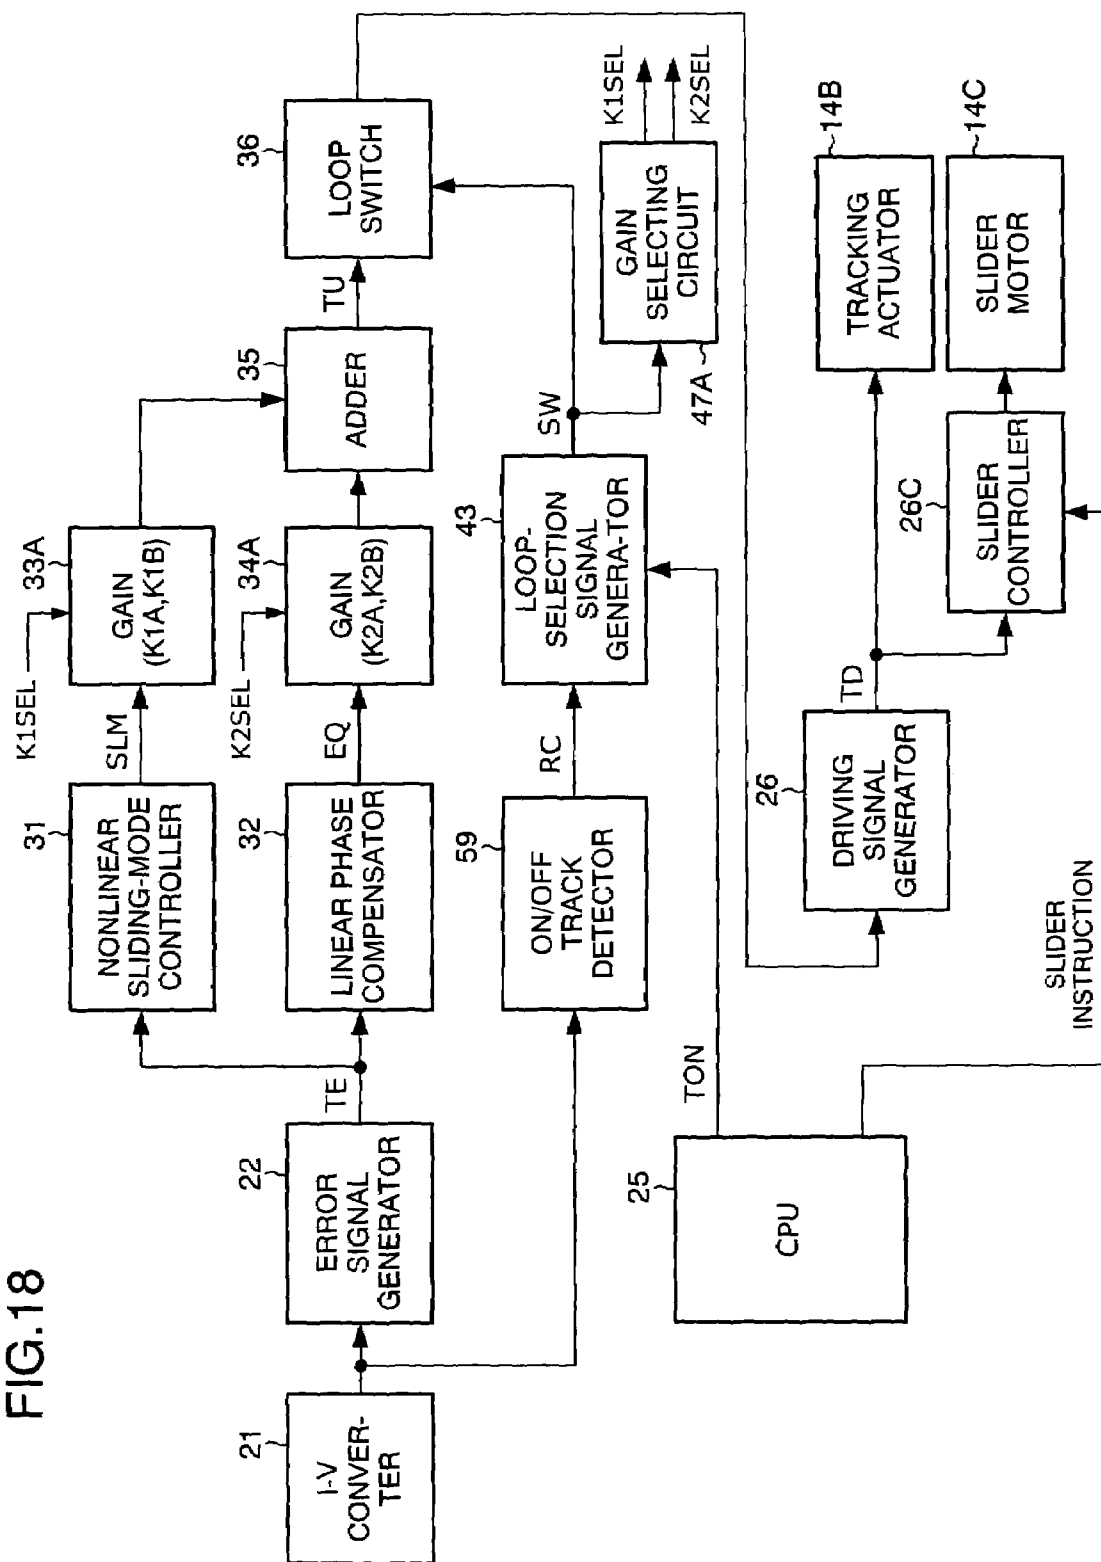 FIG.18
21
I-V
CONVER-
TER
22
ERROR
SIGNAL
GENERATOR
TE
31
NONLINEAR
SLIDING-MODE
CONTROLLER
SLM
K1SEL
33A
GAIN
(K1A,K1B)
32
LINEAR PHASE
COMPENSATOR
EQ
K2SEL
34A
GAIN
(K2A,K2B)
35
ADDER
TU
36
LOOP
SWITCH
59
ON/OFF
TRACK
DETECTOR
RC
43
LOOP-
SELECTION
SIGNAL
GENERA-TOR
SW
GAIN
SELECTING
CIRCUIT
47A
K1SEL
K2SEL
25
CPU
TON
SLIDER
INSTRUCTION
26
DRIVING
SIGNAL
GENERATOR
TD
14B
TRACKING
ACTUATOR
26C
SLIDER
CONTROLLER
14C
SLIDER
MOTOR